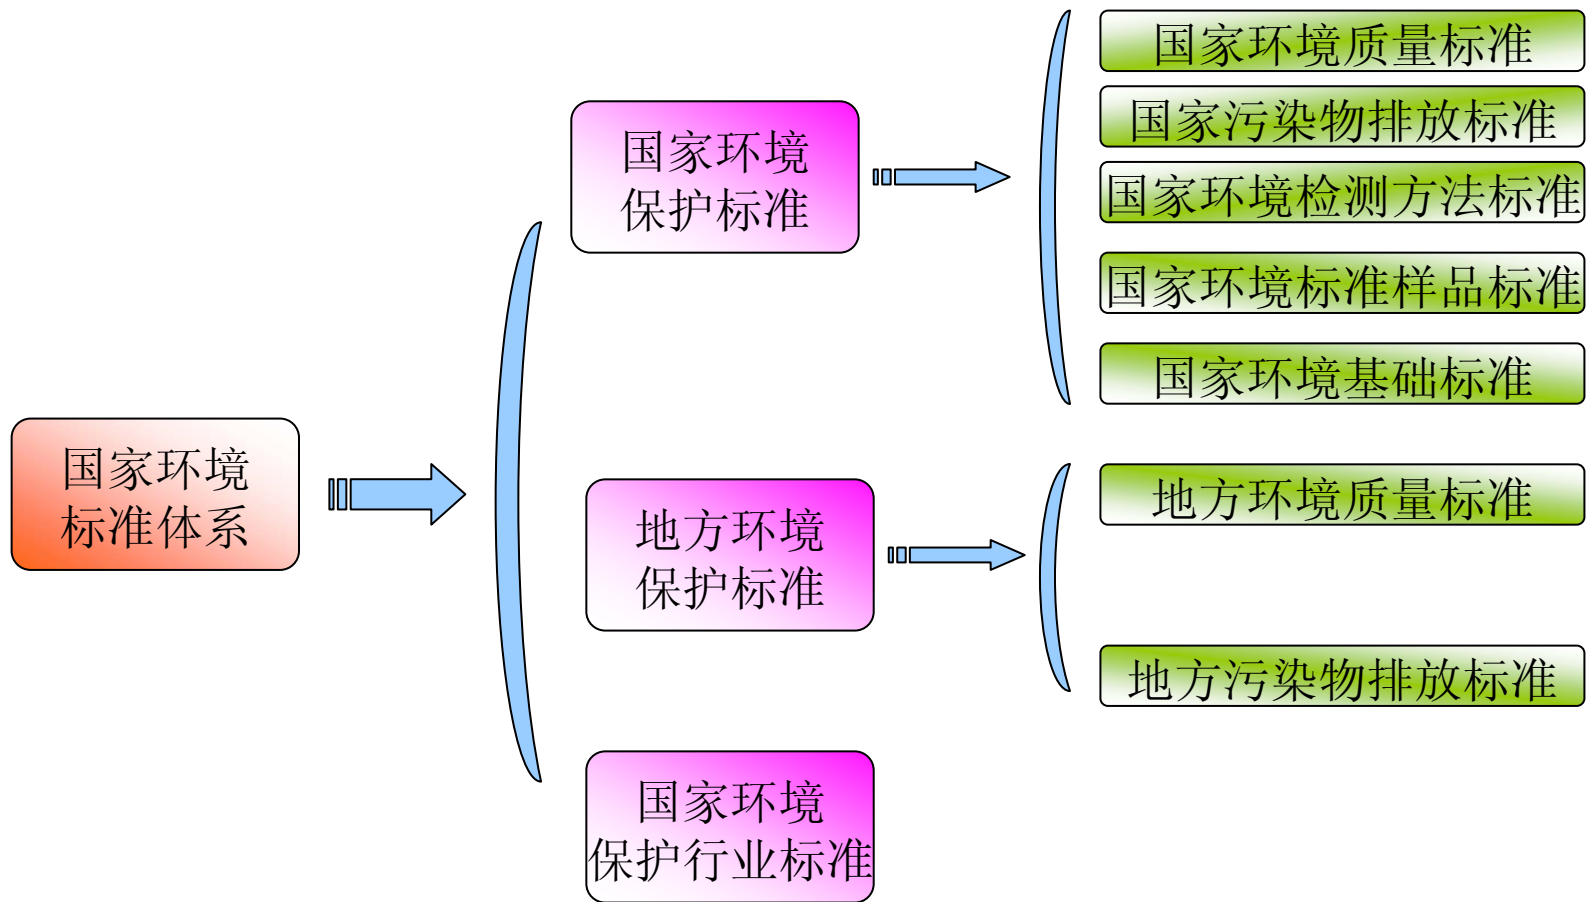 国家环境
标准体系
国家环境
保护标准
国家环境质量标准
国家污染物排放标准
国家环境检测方法标准
国家环境标准样品标准
国家环境基础标准
地方环境
保护标准
地方环境质量标准
地方污染物排放标准
国家环境
保护行业标准